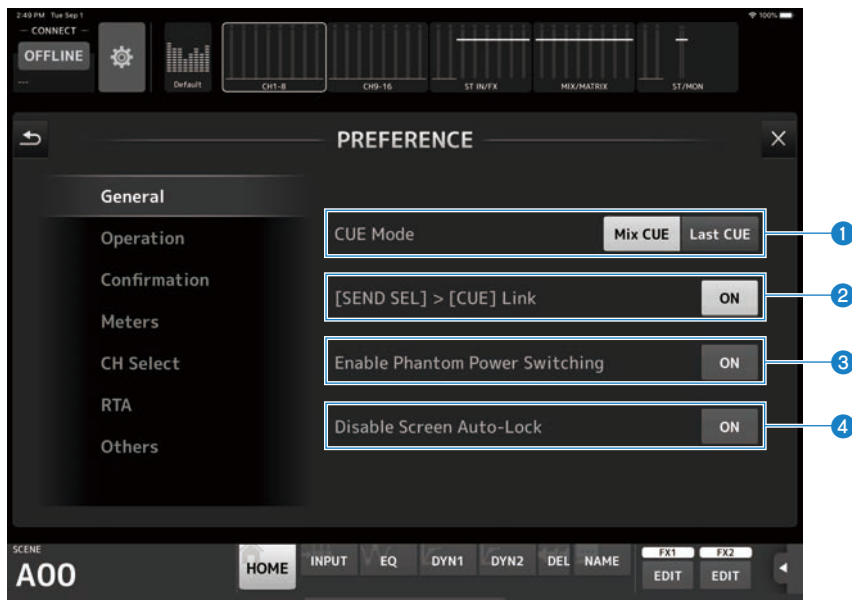 2:49 PM Tue Sep 1
100%
CONNECT
OFFLINE
---
Default
CH1-8
CH9-16
ST IN/FX
MIX/MATRIX
ST/MON
PREFERENCE
General
Operation
Confirmation
Meters
CH Select
RTA
Others
CUE Mode
Mix CUE
Last CUE
1
[SEND SEL] > [CUE] Link
ON
2
Enable Phantom Power Switching
ON
3
Disable Screen Auto-Lock
ON
4
SCENE
A00
HOME
INPUT
EQ
DYN1
DYN2
DEL
NAME
FX1
EDIT
FX2
EDIT